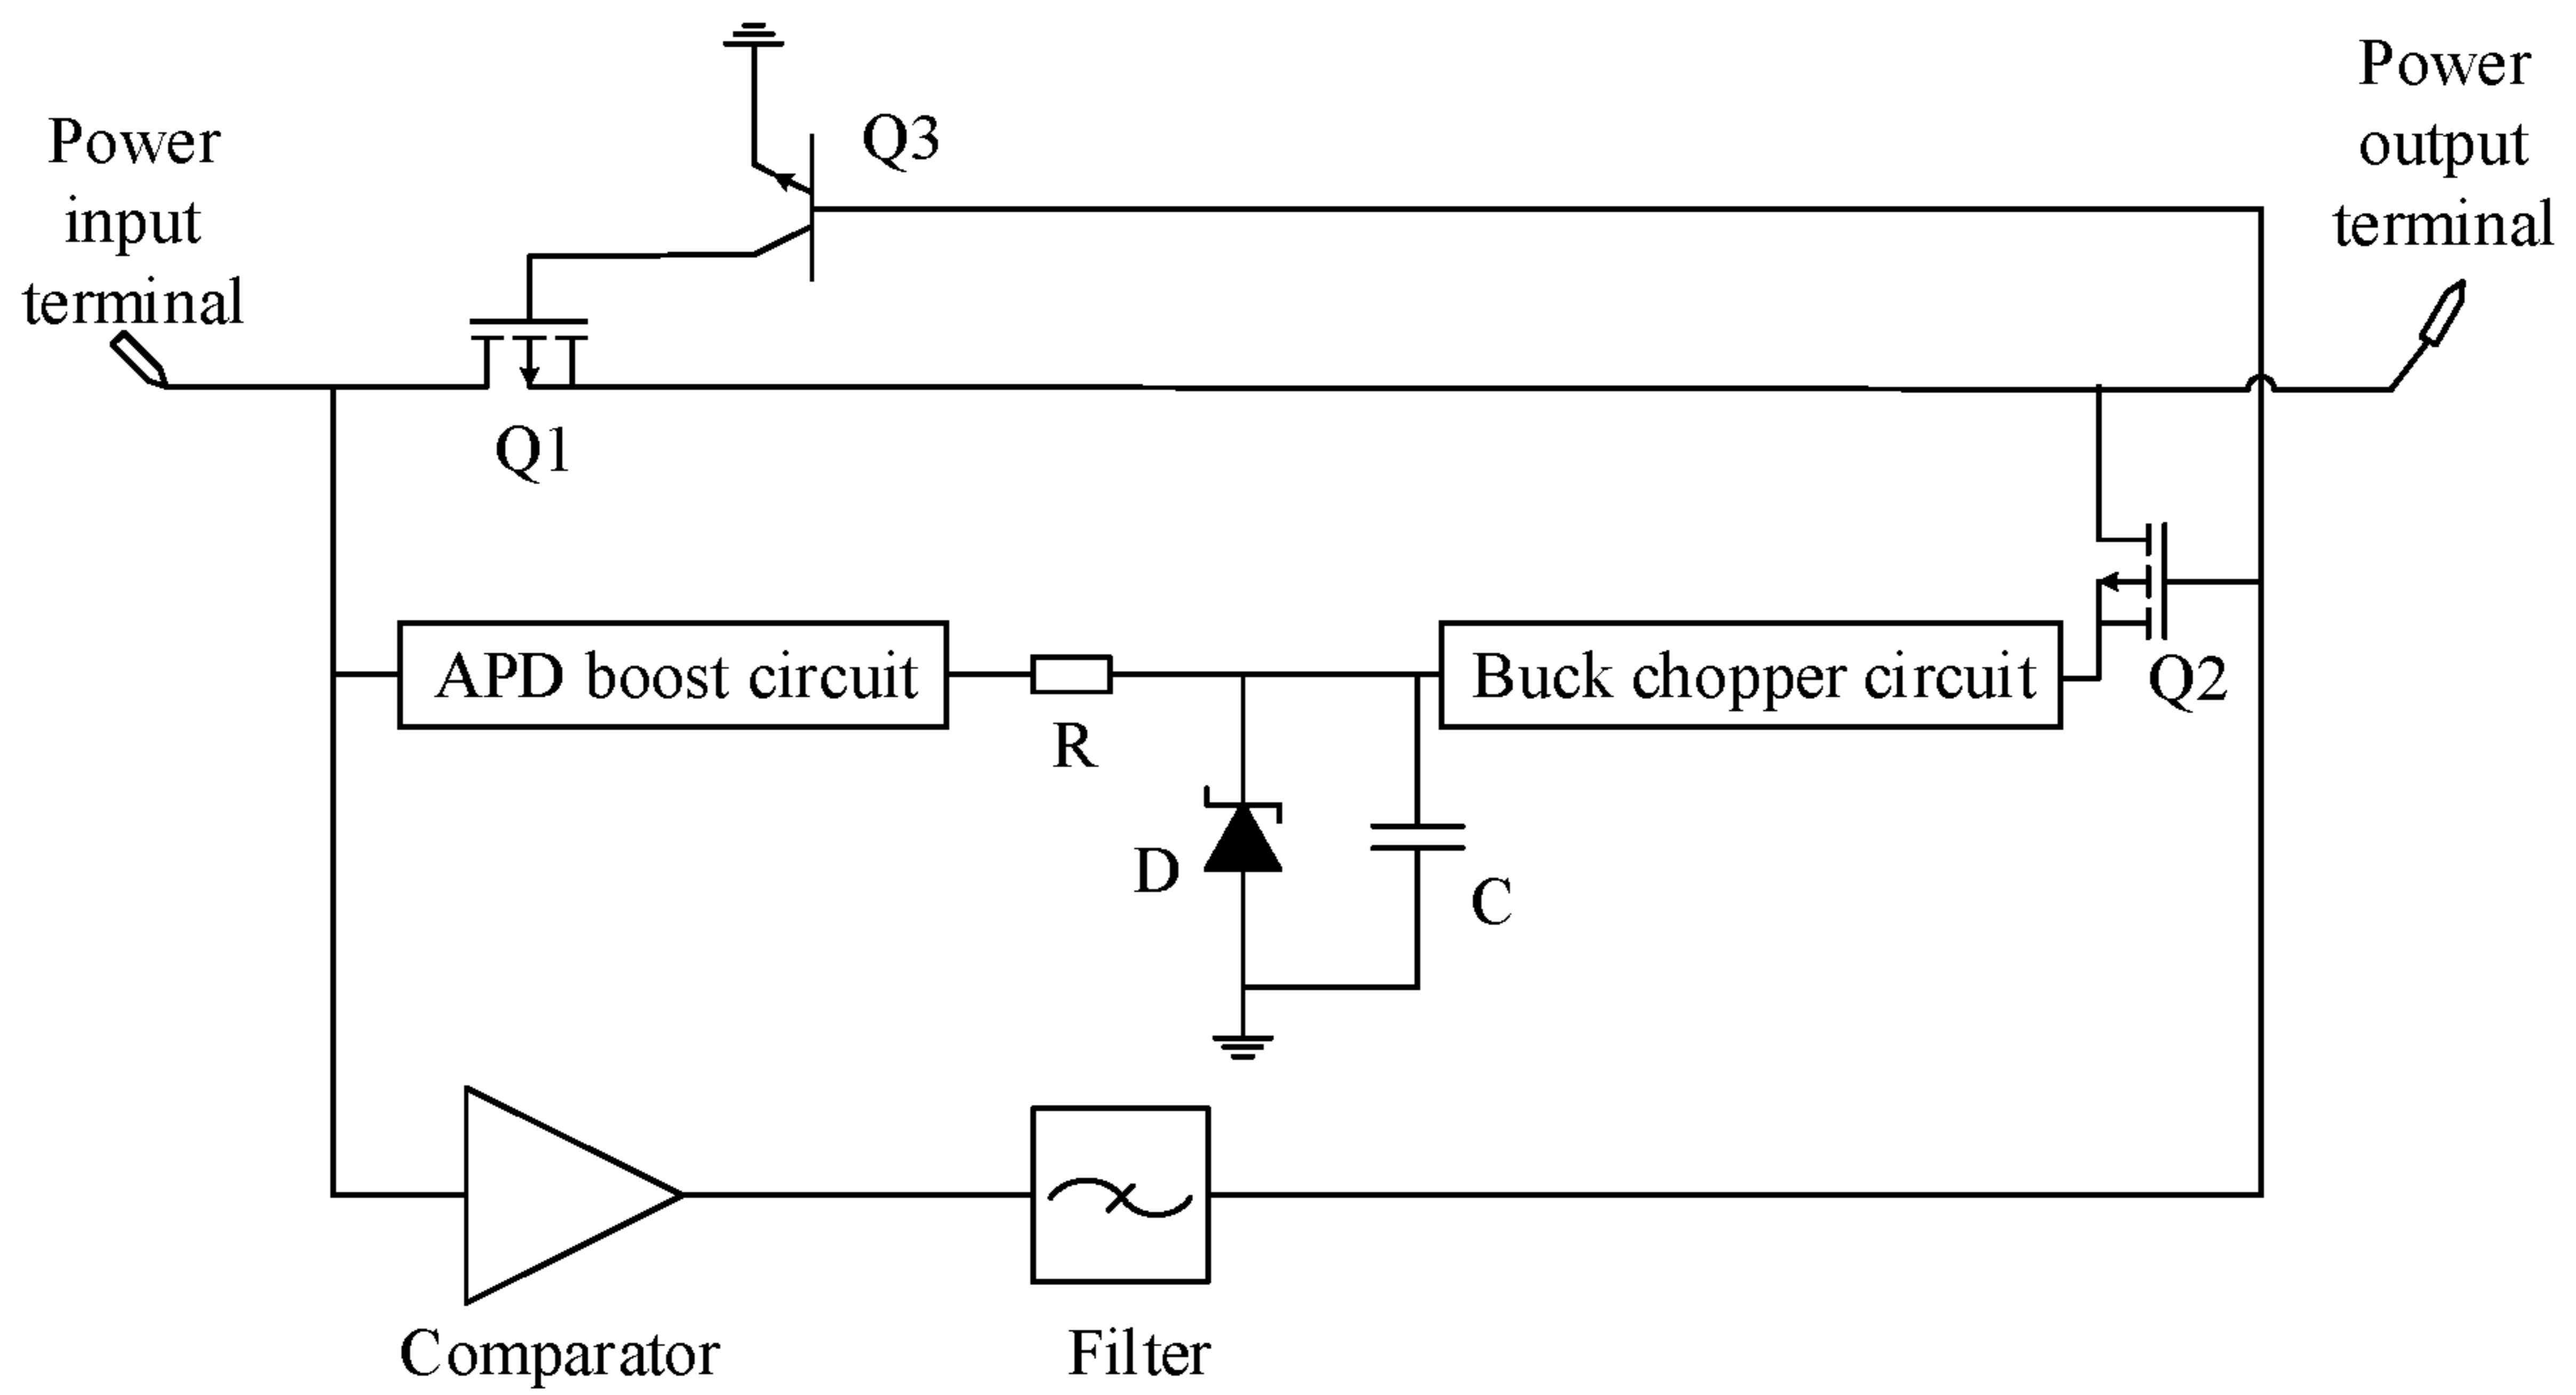 Power
input
terminal
Q3
Power
output
terminal
Q1
APD boost circuit
R
Buck chopper circuit
Q2
D
C
Comparator
Filter